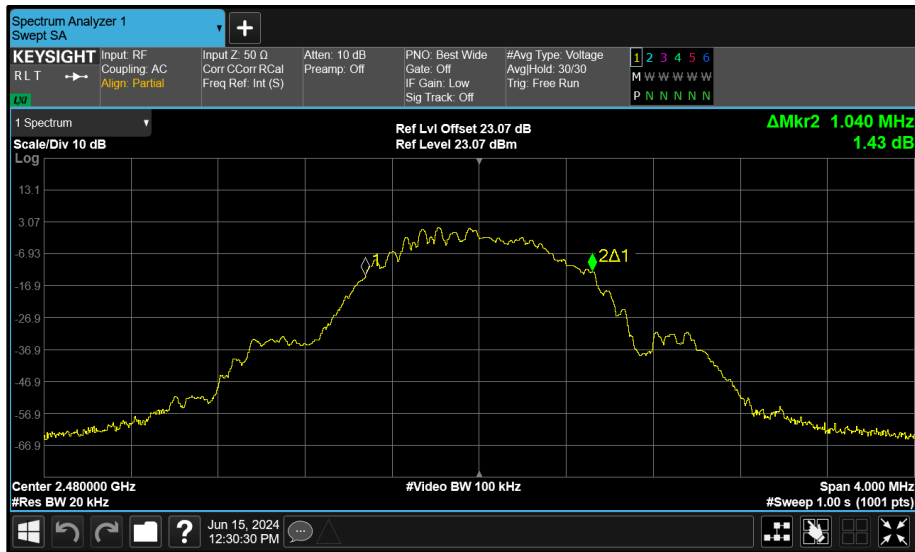 Spectrum Analyzer 1
Swept SA
+
KEYSIGHT
R L T
LXI
Input: RF
Coupling: AC
Align: Partial
Input Z: 50 Ω
Corr CCorr RCal
Freq Ref: Int (S)
Atten: 10 dB
Preamp: Off
PNO: Best Wide
Gate: Off
IF Gain: Low
Sig Track: Off
#Avg Type: Voltage
Avg|Hold: 30/30
Trig: Free Run
1 2 3 4 5 6
M W W W W W
P N N N N N
1 Spectrum
Scale/Div 10 dB
Ref Lvl Offset 23.07 dB
Ref Level 23.07 dBm
ΔMkr2 1.040 MHz
1.43 dB
Log
13.1
3.07
-6.93
-16.9
-26.9
-36.9
-46.9
-56.9
-66.9
1
2Δ1
Center 2.480000 GHz
#Res BW 20 kHz
#Video BW 100 kHz
Span 4.000 MHz
#Sweep 1.00 s (1001 pts)
?
Jun 15, 2024
12:30:30 PM